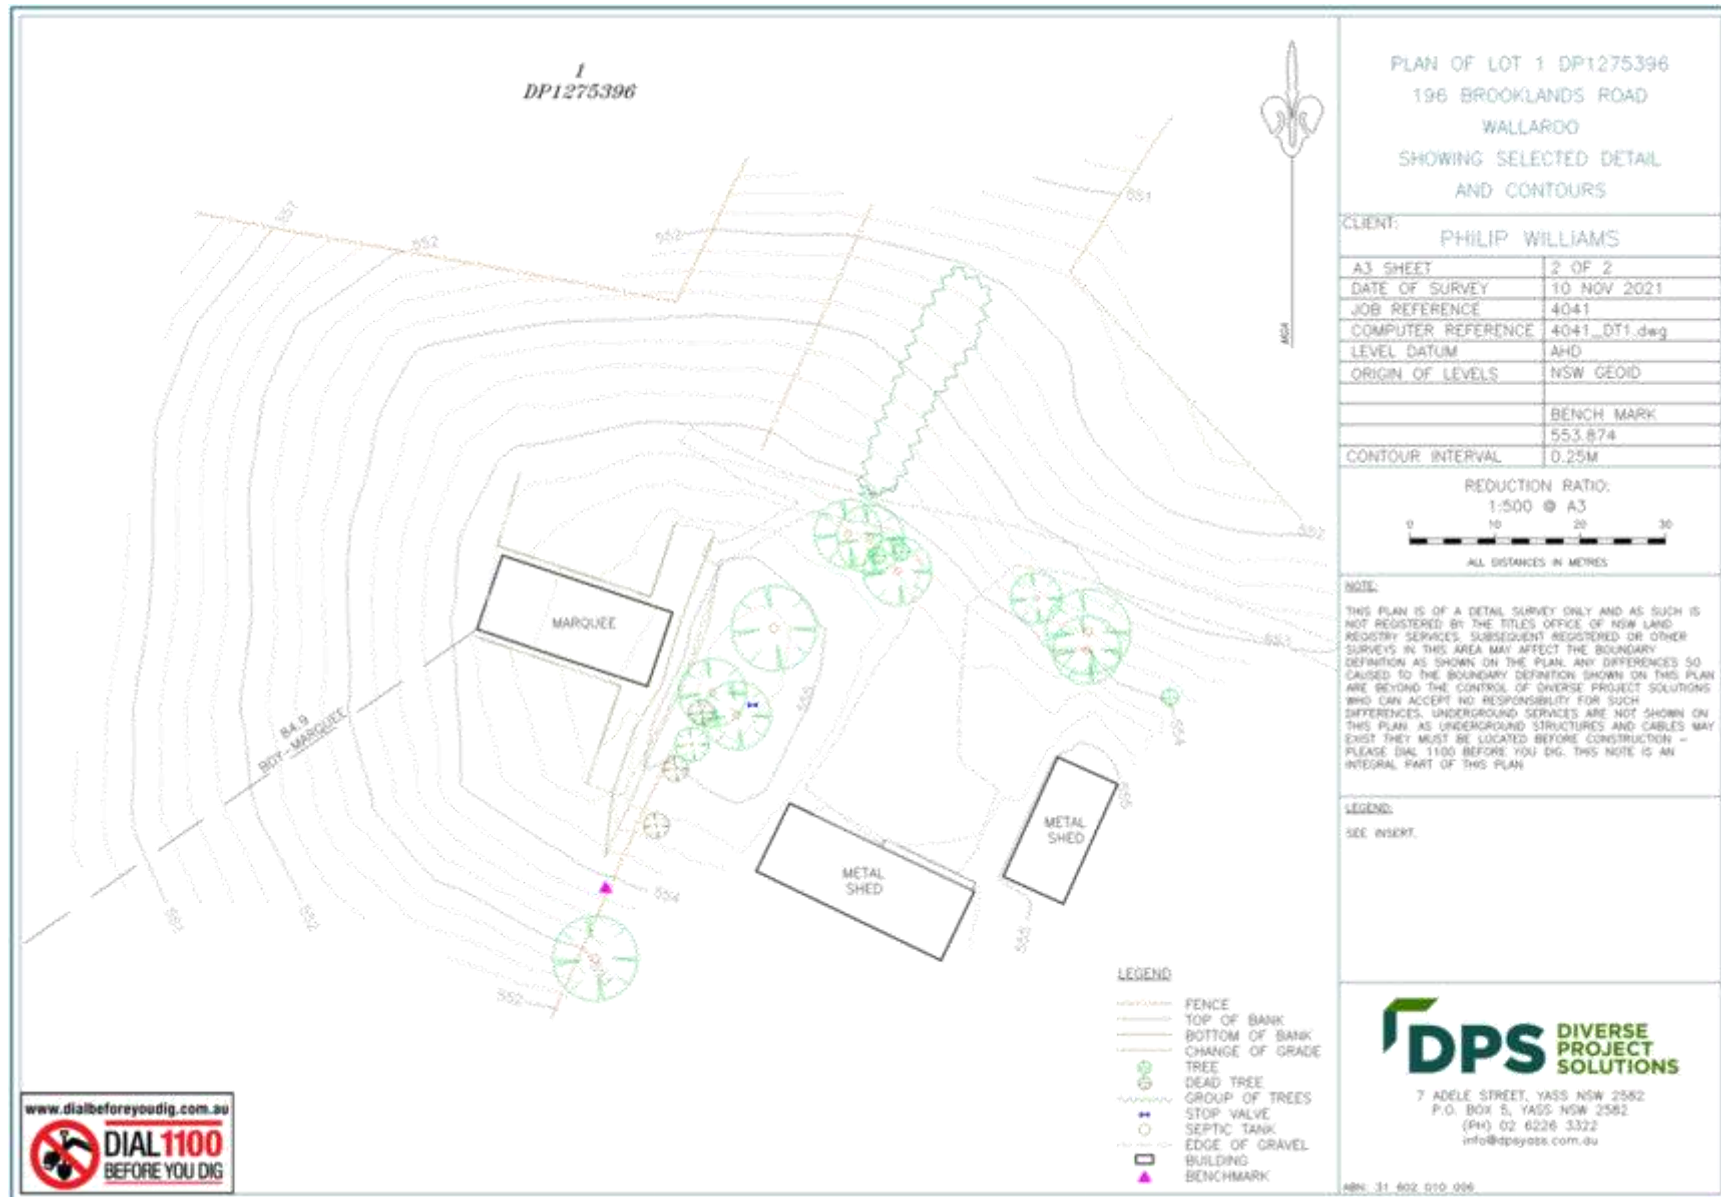 1
DP1275396
PLAN OF LOT 1 DP1275396
196 BROOKLANDS ROAD
WALLAROO
SHOWING SELECTED DETAIL
AND CONTOURS
CLIENT:
PHILIP WILLIAMS
A3 SHEET 2 OF 2
DATE OF SURVEY 10 NOV 2021
JOB REFERENCE 4041
COMPUTER REFERENCE 4041_DT1.dwg
LEVEL DATUM AHD
ORIGIN OF LEVELS NSW GEOID
BENCH MARK
553.874
CONTOUR INTERVAL 0.25M
REDUCTION RATIO:
1:500 @ A3
0 10 20 30
ALL DISTANCES IN METRES
NOTE:
THIS PLAN IS OF A DETAIL SURVEY ONLY AND AS SUCH IS
NOT REGISTERED BY THE TITLES OFFICE OF NSW LAND
REGISTRY SERVICES. SUBSEQUENT REGISTERED OR OTHER
SURVEYS IN THIS AREA MAY AFFECT THE BOUNDARY
DEFINITION AS SHOWN ON THE PLAN. ANY DIFFERENCES SO
CAUSED TO THE BOUNDARY DEFINITION SHOWN ON THIS PLAN
ARE BEYOND THE CONTROL OF DIVERSE PROJECT SOLUTIONS
WHO CAN ACCEPT NO RESPONSIBILITY FOR SUCH
DIFFERENCES. UNDERGROUND SERVICES ARE NOT SHOWN ON
THIS PLAN. AS UNDERGROUND STRUCTURES AND CABLES MAY
EXIST THEY MUST BE LOCATED BEFORE CONSTRUCTION –
PLEASE DIAL 1100 BEFORE YOU DIG. THIS NOTE IS AN
INTEGRAL PART OF THIS PLAN
LEGEND:
SEE INSERT.
DPS DIVERSE
PROJECT
SOLUTIONS
7 ADELE STREET, YASS NSW 2582
P.O. BOX 5, YASS NSW 2582
(PH) 02 6226 3322
info@dpsyass.com.au
ABN: 31 602 010 006
MGA
551
552
552
551
552
553
554
555
555
555
554
552
551
552
MARQUEE
84.9
BDY-MARQUEE
METAL
SHED
METAL
SHED
LEGEND
FENCE
TOP OF BANK
BOTTOM OF BANK
CHANGE OF GRADE
TREE
DEAD TREE
GROUP OF TREES
STOP VALVE
SEPTIC TANK
EDGE OF GRAVEL
BUILDING
BENCHMARK
www.dialbeforeyoudig.com.au
DIAL1100
BEFORE YOU DIG